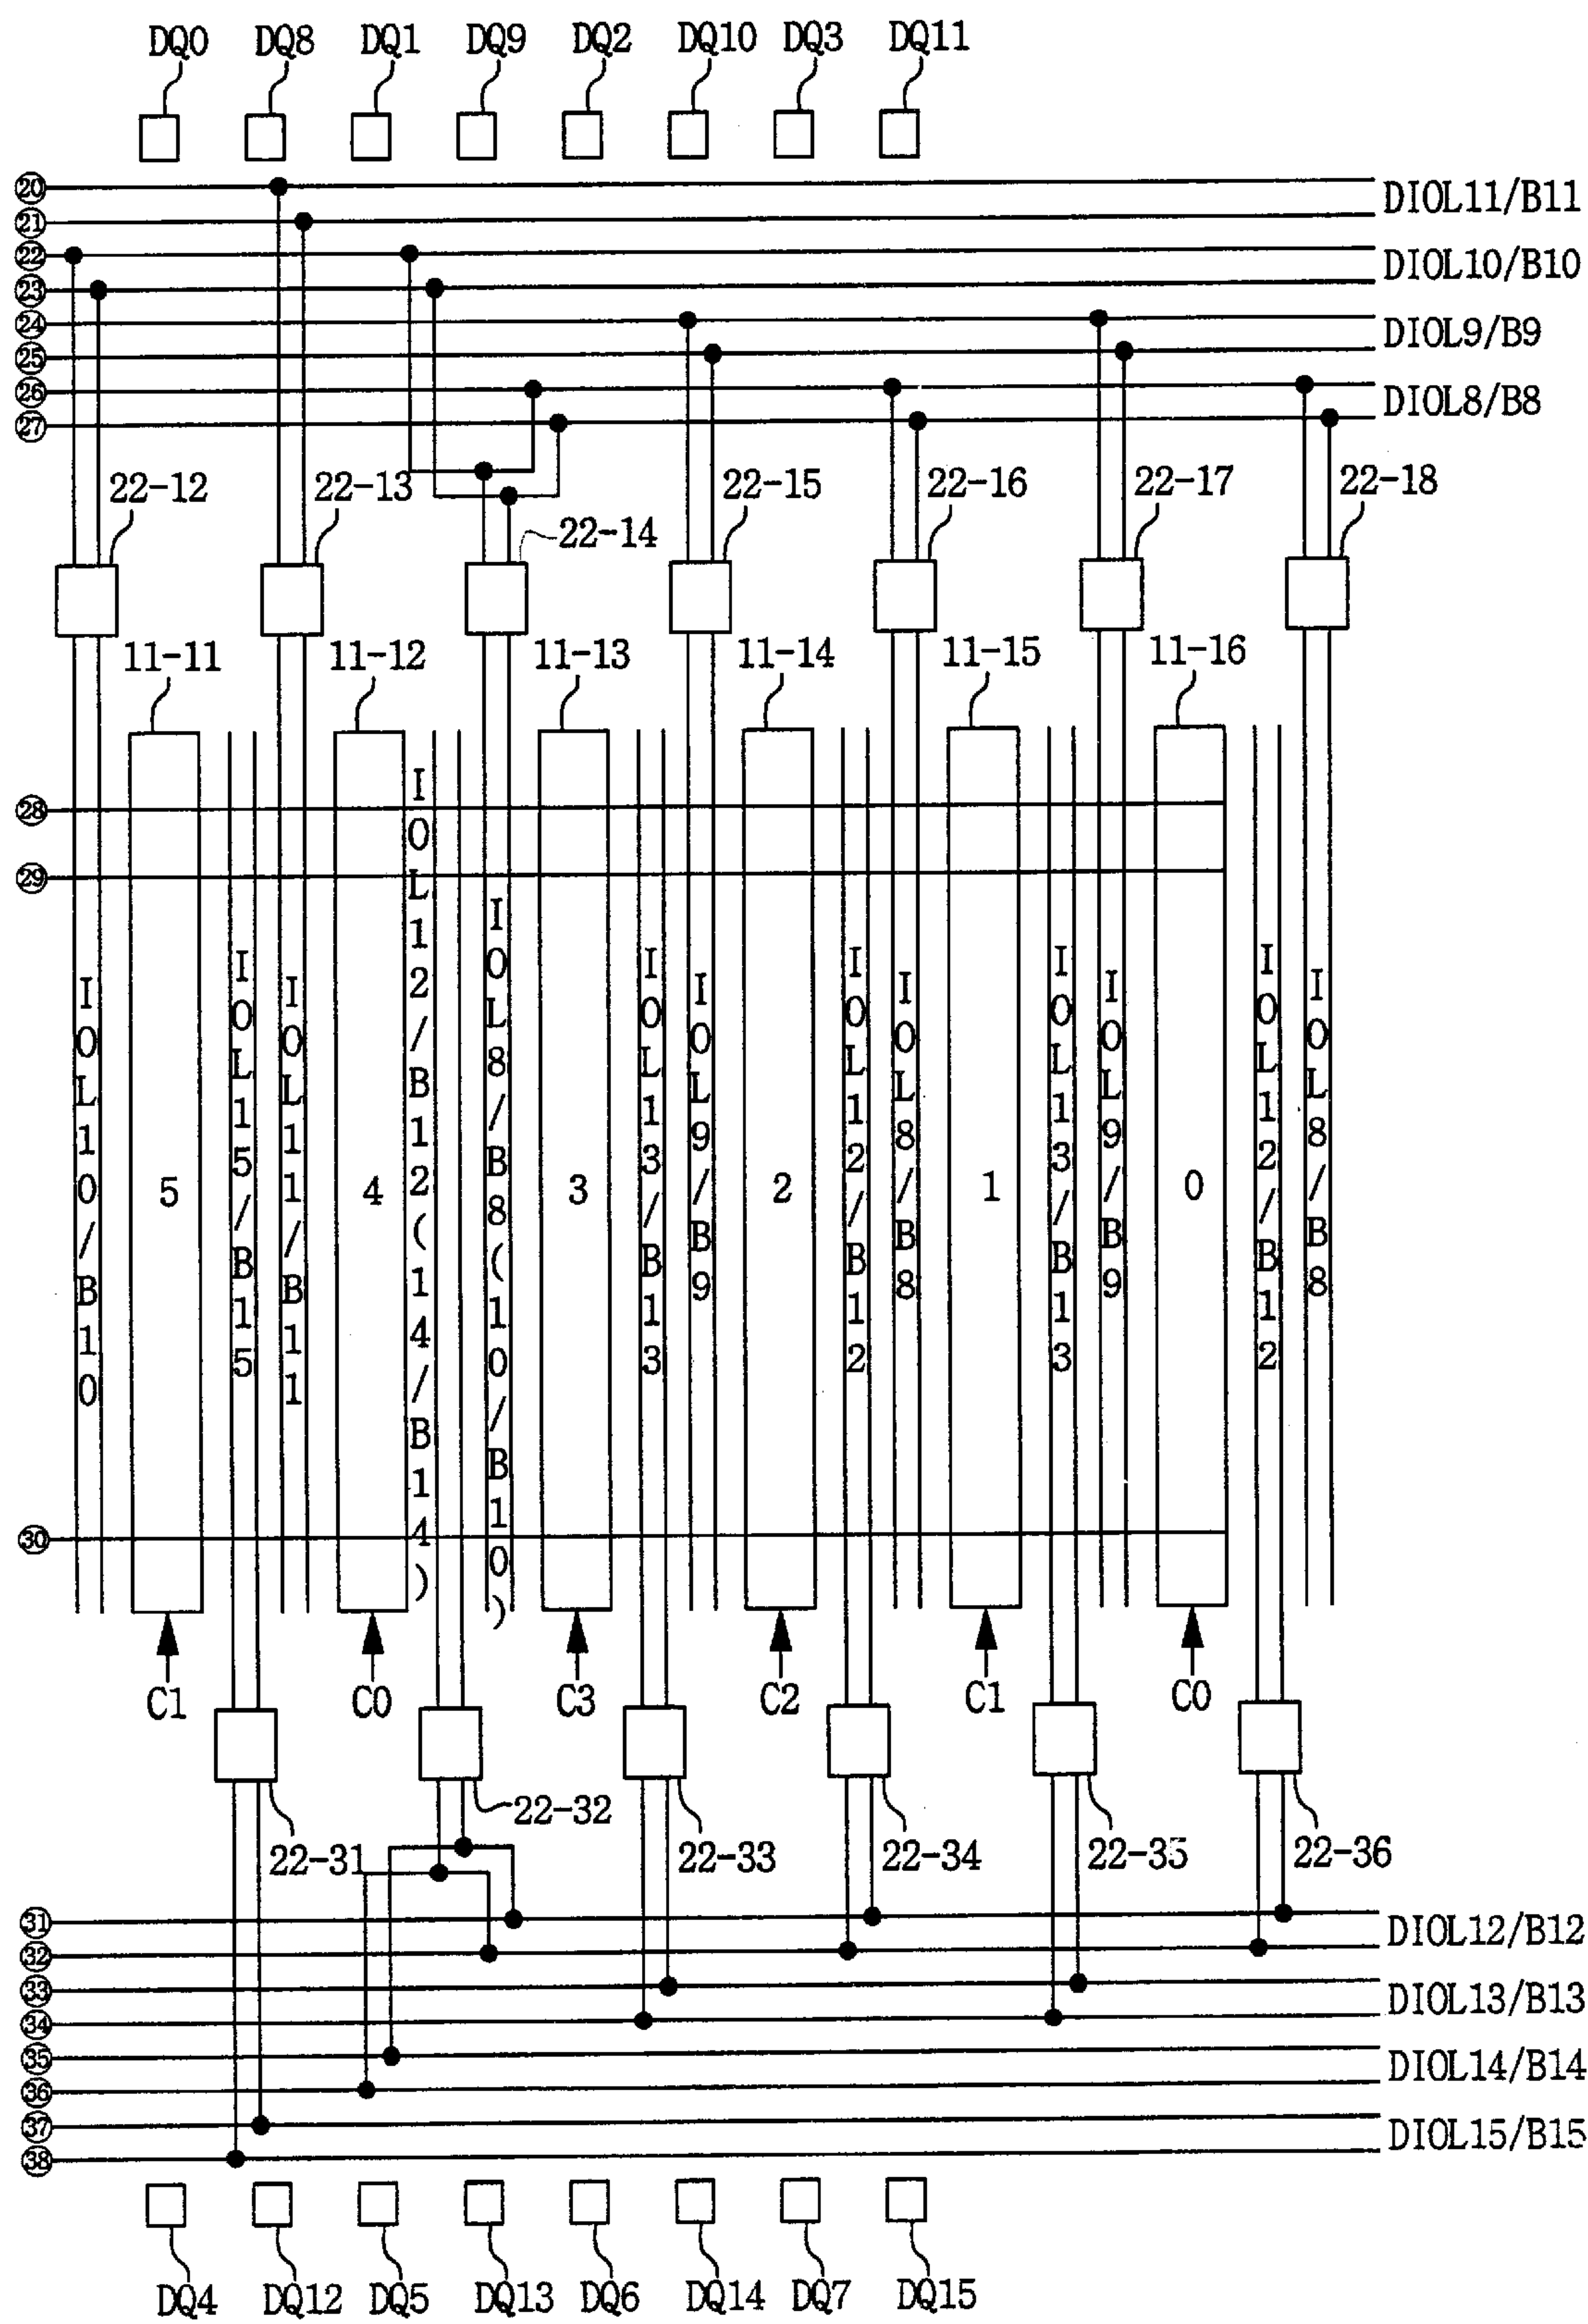 DQ0 DQ8 DQ1 DQ9 DQ2 DQ10 DQ3 DQ11
⑳
㉑
DIOL11/B11
㉒
㉓
DIOL10/B10
㉔
㉕
DIOL9/B9
㉖
㉗
DIOL8/B8
22-12 22-13 22-14 22-15 22-16 22-17 22-18
11-11 11-12 11-13 11-14 11-15 11-16
㉘
㉙
IOL10/B10
5
IOL15/B15
IOL11/B11
4
IOL12/B12(14/B14)
IOL8/B8(10/B10)
3
IOL13/B13
IOL9/B9
2
IOL12/B12
IOL8/B8
1
IOL13/B13
IOL9/B9
0
IOL12/B12
IOL8/B8
㉚
C1 C0 C3 C2 C1 C0
22-31 22-32 22-33 22-34 22-35 22-36
㉛
㉜
DIOL12/B12
㉝
㉞
DIOL13/B13
㉟
㊱
DIOL14/B14
㊲
㊳
DIOL15/B15
DQ4 DQ12 DQ5 DQ13 DQ6 DQ14 DQ7 DQ15